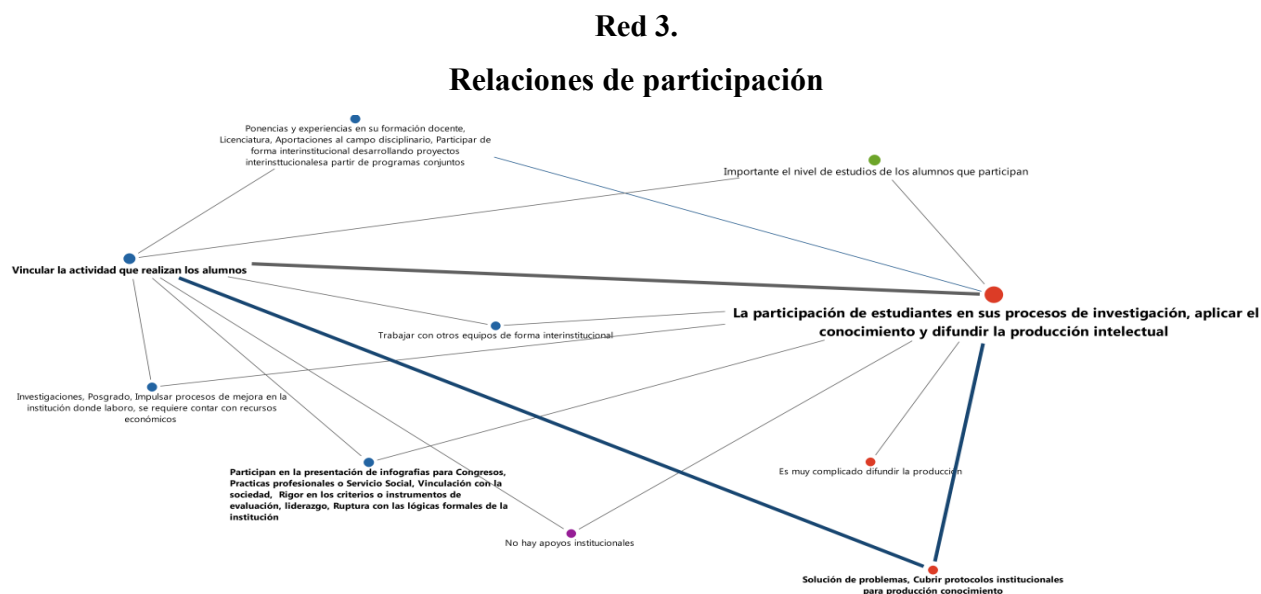 Red 3.
Relaciones de participación
Ponencias y experiencias en su formación docente,
Licenciatura, Aportaciones al campo disciplinario, Participar de
forma interinstitucional desarrollando proyectos
intersttucionalesa partir de programas conjuntos
Importante el nivel de estudios de los alumnos que participan
Vincular la actividad que realizan los alumnos
La participación de estudiantes en sus procesos de investigación, aplicar el
conocimiento y difundir la producción intelectual
Trabajar con otros equipos de forma interinstitucional
Investigaciones, Posgrado, Impulsar procesos de mejora en la
institución donde laboro, se requiere contar con recursos
económicos
Participan en la presentación de infografias para Congresos,
Practicas profesionales o Servicio Social, Vinculación con la
sociedad, Rigor en los criterios o instrumentos de
evaluación, liderazgo, Ruptura con las lógicas formales de la
institución
Es muy complicado difundir la producción
No hay apoyos institucionales
Solución de problemas, Cubrir protocolos institucionales
para producción conocimiento